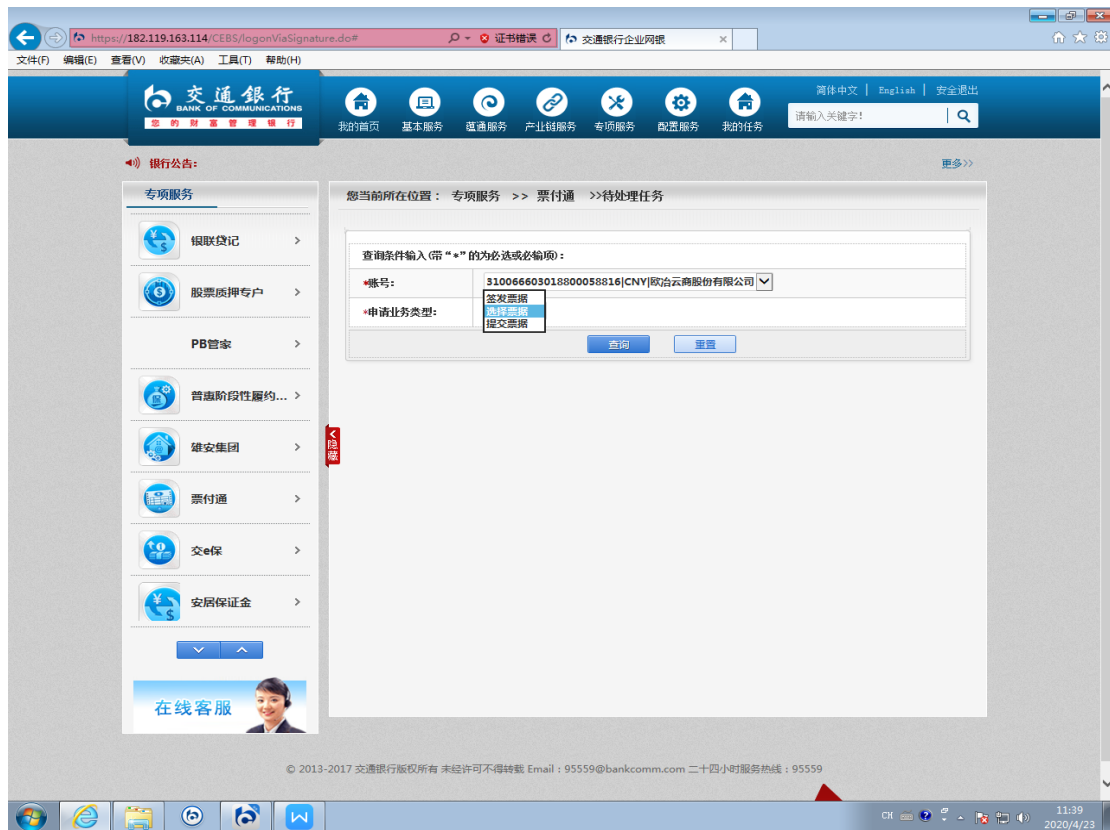 https://182.119.163.114/CEBS/logonViaSignature.do#
证书错误
交通银行企业网银
文件(F) 编辑(E) 查看(V) 收藏夹(A) 工具(T) 帮助(H)
交通銀行
BANK OF COMMUNICATIONS
您的财富管理银行
我的首页 基本服务 蕴通服务 产业链服务 专项服务 配置服务 我的任务
简体中文 | English | 安全退出
请输入关键字!
银行公告:
更多>>
专项服务
银联贷记
股票质押专户
PB管家
普惠阶段性履约...
雄安集团
票付通
交e保
安居保证金
在线客服
您当前所在位置： 专项服务 >> 票付通 >>待处理任务
查询条件输入(带“*”的为必选或必输项)：
*账号：
310066603018800058816|CNY|欧冶云商股份有限公司
*申请业务类型：
签发票据
选择票据
提交票据
查询 重置
隐藏
© 2013-2017 交通银行版权所有 未经许可不得转载 Email : 95559@bankcomm.com 二十四小时服务热线 : 95559
CH
11:39
2020/4/23